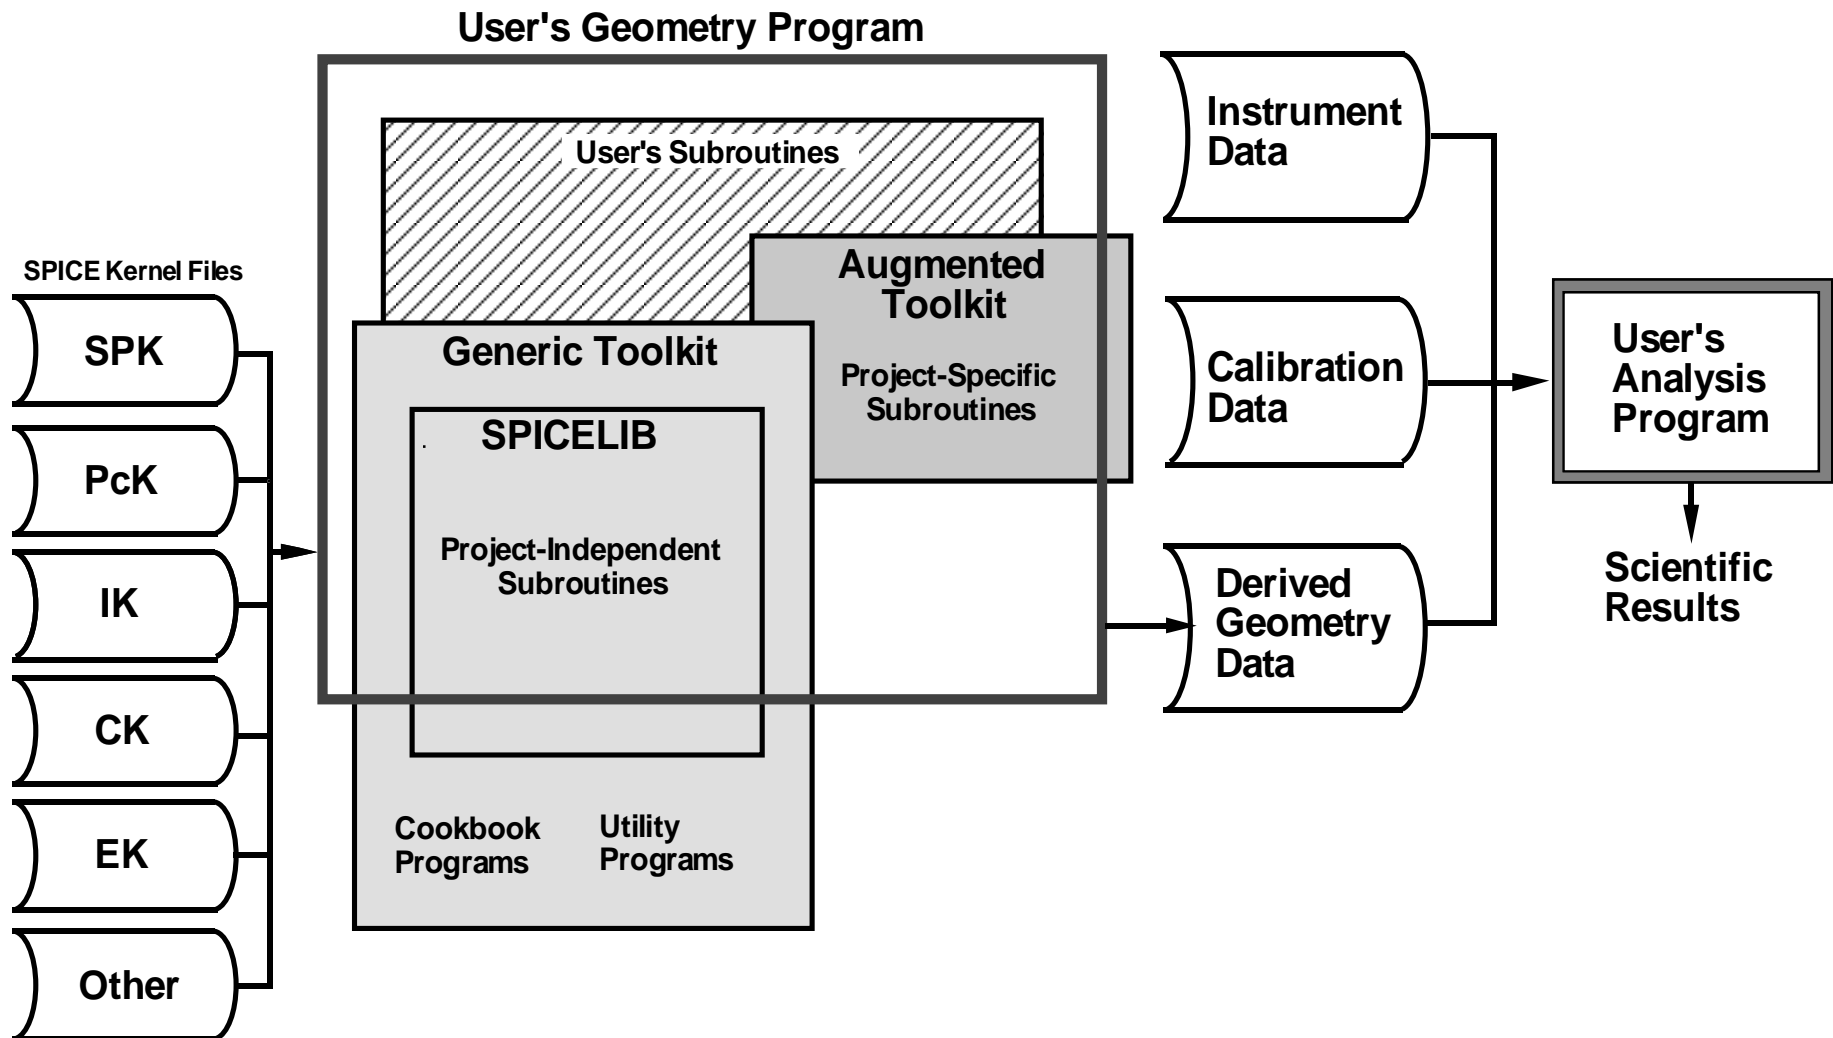 User's Geometry Program
User's Subroutines
SPICE Kernel Files
SPK
PcK
IK
CK
EK
Other
Augmented
Toolkit
Project-Specific
Subroutines
Generic Toolkit
SPICELIB
Project-Independent
Subroutines
Cookbook
Programs
Utility
Programs
Instrument
Data
Calibration
Data
Derived
Geometry
Data
User's
Analysis
Program
Scientific
Results